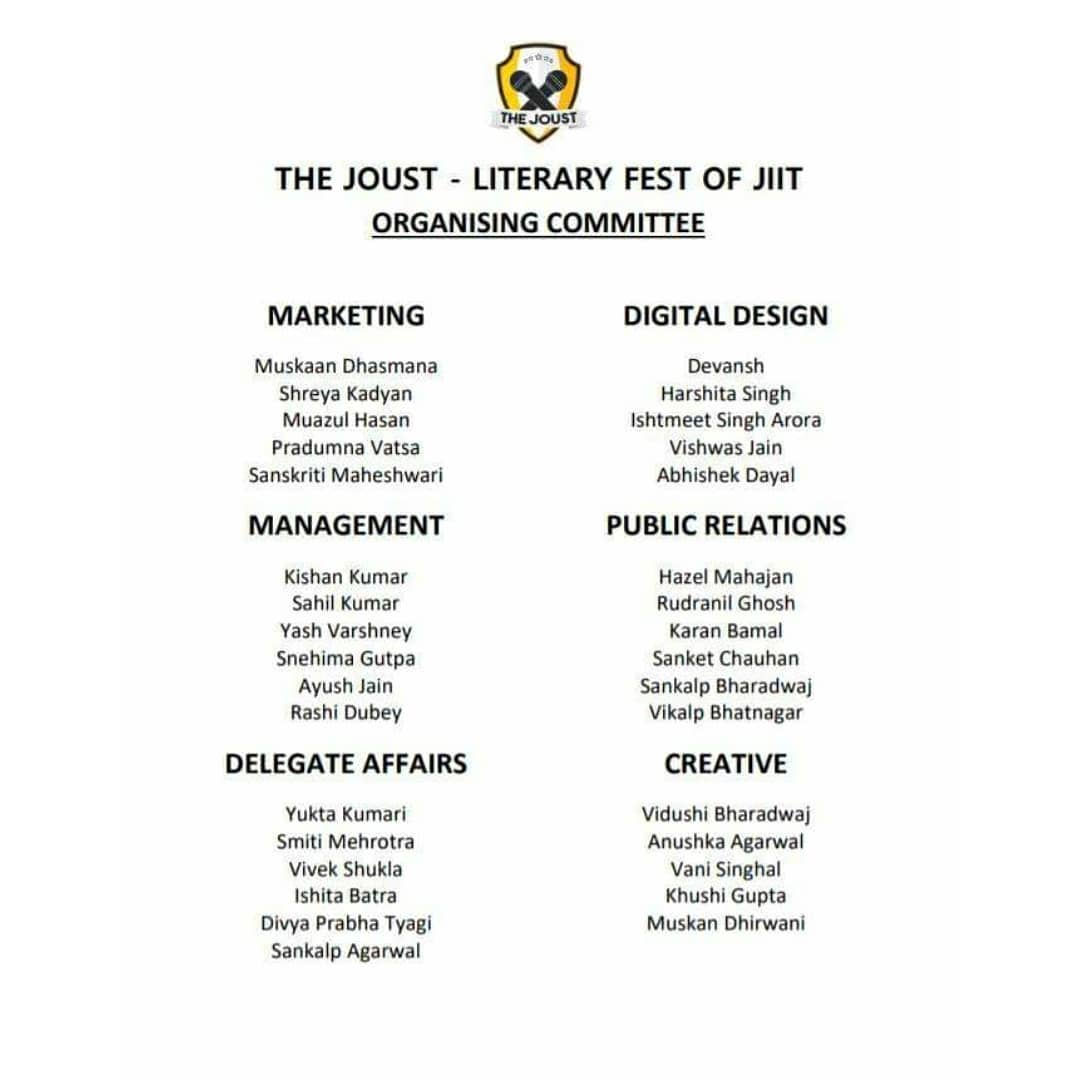 THE JOUST
THE JOUST - LITERARY FEST OF JIIT
ORGANISING COMMITTEE
MARKETING
Muskaan Dhasmana
Shreya Kadyan
Muazul Hasan
Pradumna Vatsa
Sanskriti Maheshwari
DIGITAL DESIGN
Devansh
Harshita Singh
Ishtmeet Singh Arora
Vishwas Jain
Abhishek Dayal
MANAGEMENT
Kishan Kumar
Sahil Kumar
Yash Varshney
Snehima Gutpa
Ayush Jain
Rashi Dubey
PUBLIC RELATIONS
Hazel Mahajan
Rudranil Ghosh
Karan Bamal
Sanket Chauhan
Sankalp Bharadwaj
Vikalp Bhatnagar
DELEGATE AFFAIRS
Yukta Kumari
Smiti Mehrotra
Vivek Shukla
Ishita Batra
Divya Prabha Tyagi
Sankalp Agarwal
CREATIVE
Vidushi Bharadwaj
Anushka Agarwal
Vani Singhal
Khushi Gupta
Muskan Dhirwani